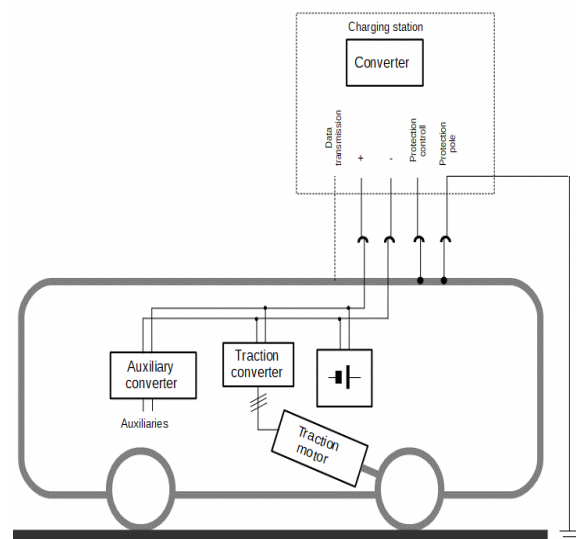 Charging station
Converter
Data
transmission
+
-
Protection
controll
Protection
pole
Auxiliary
converter
Traction
converter
Auxiliaries
Traction
motor